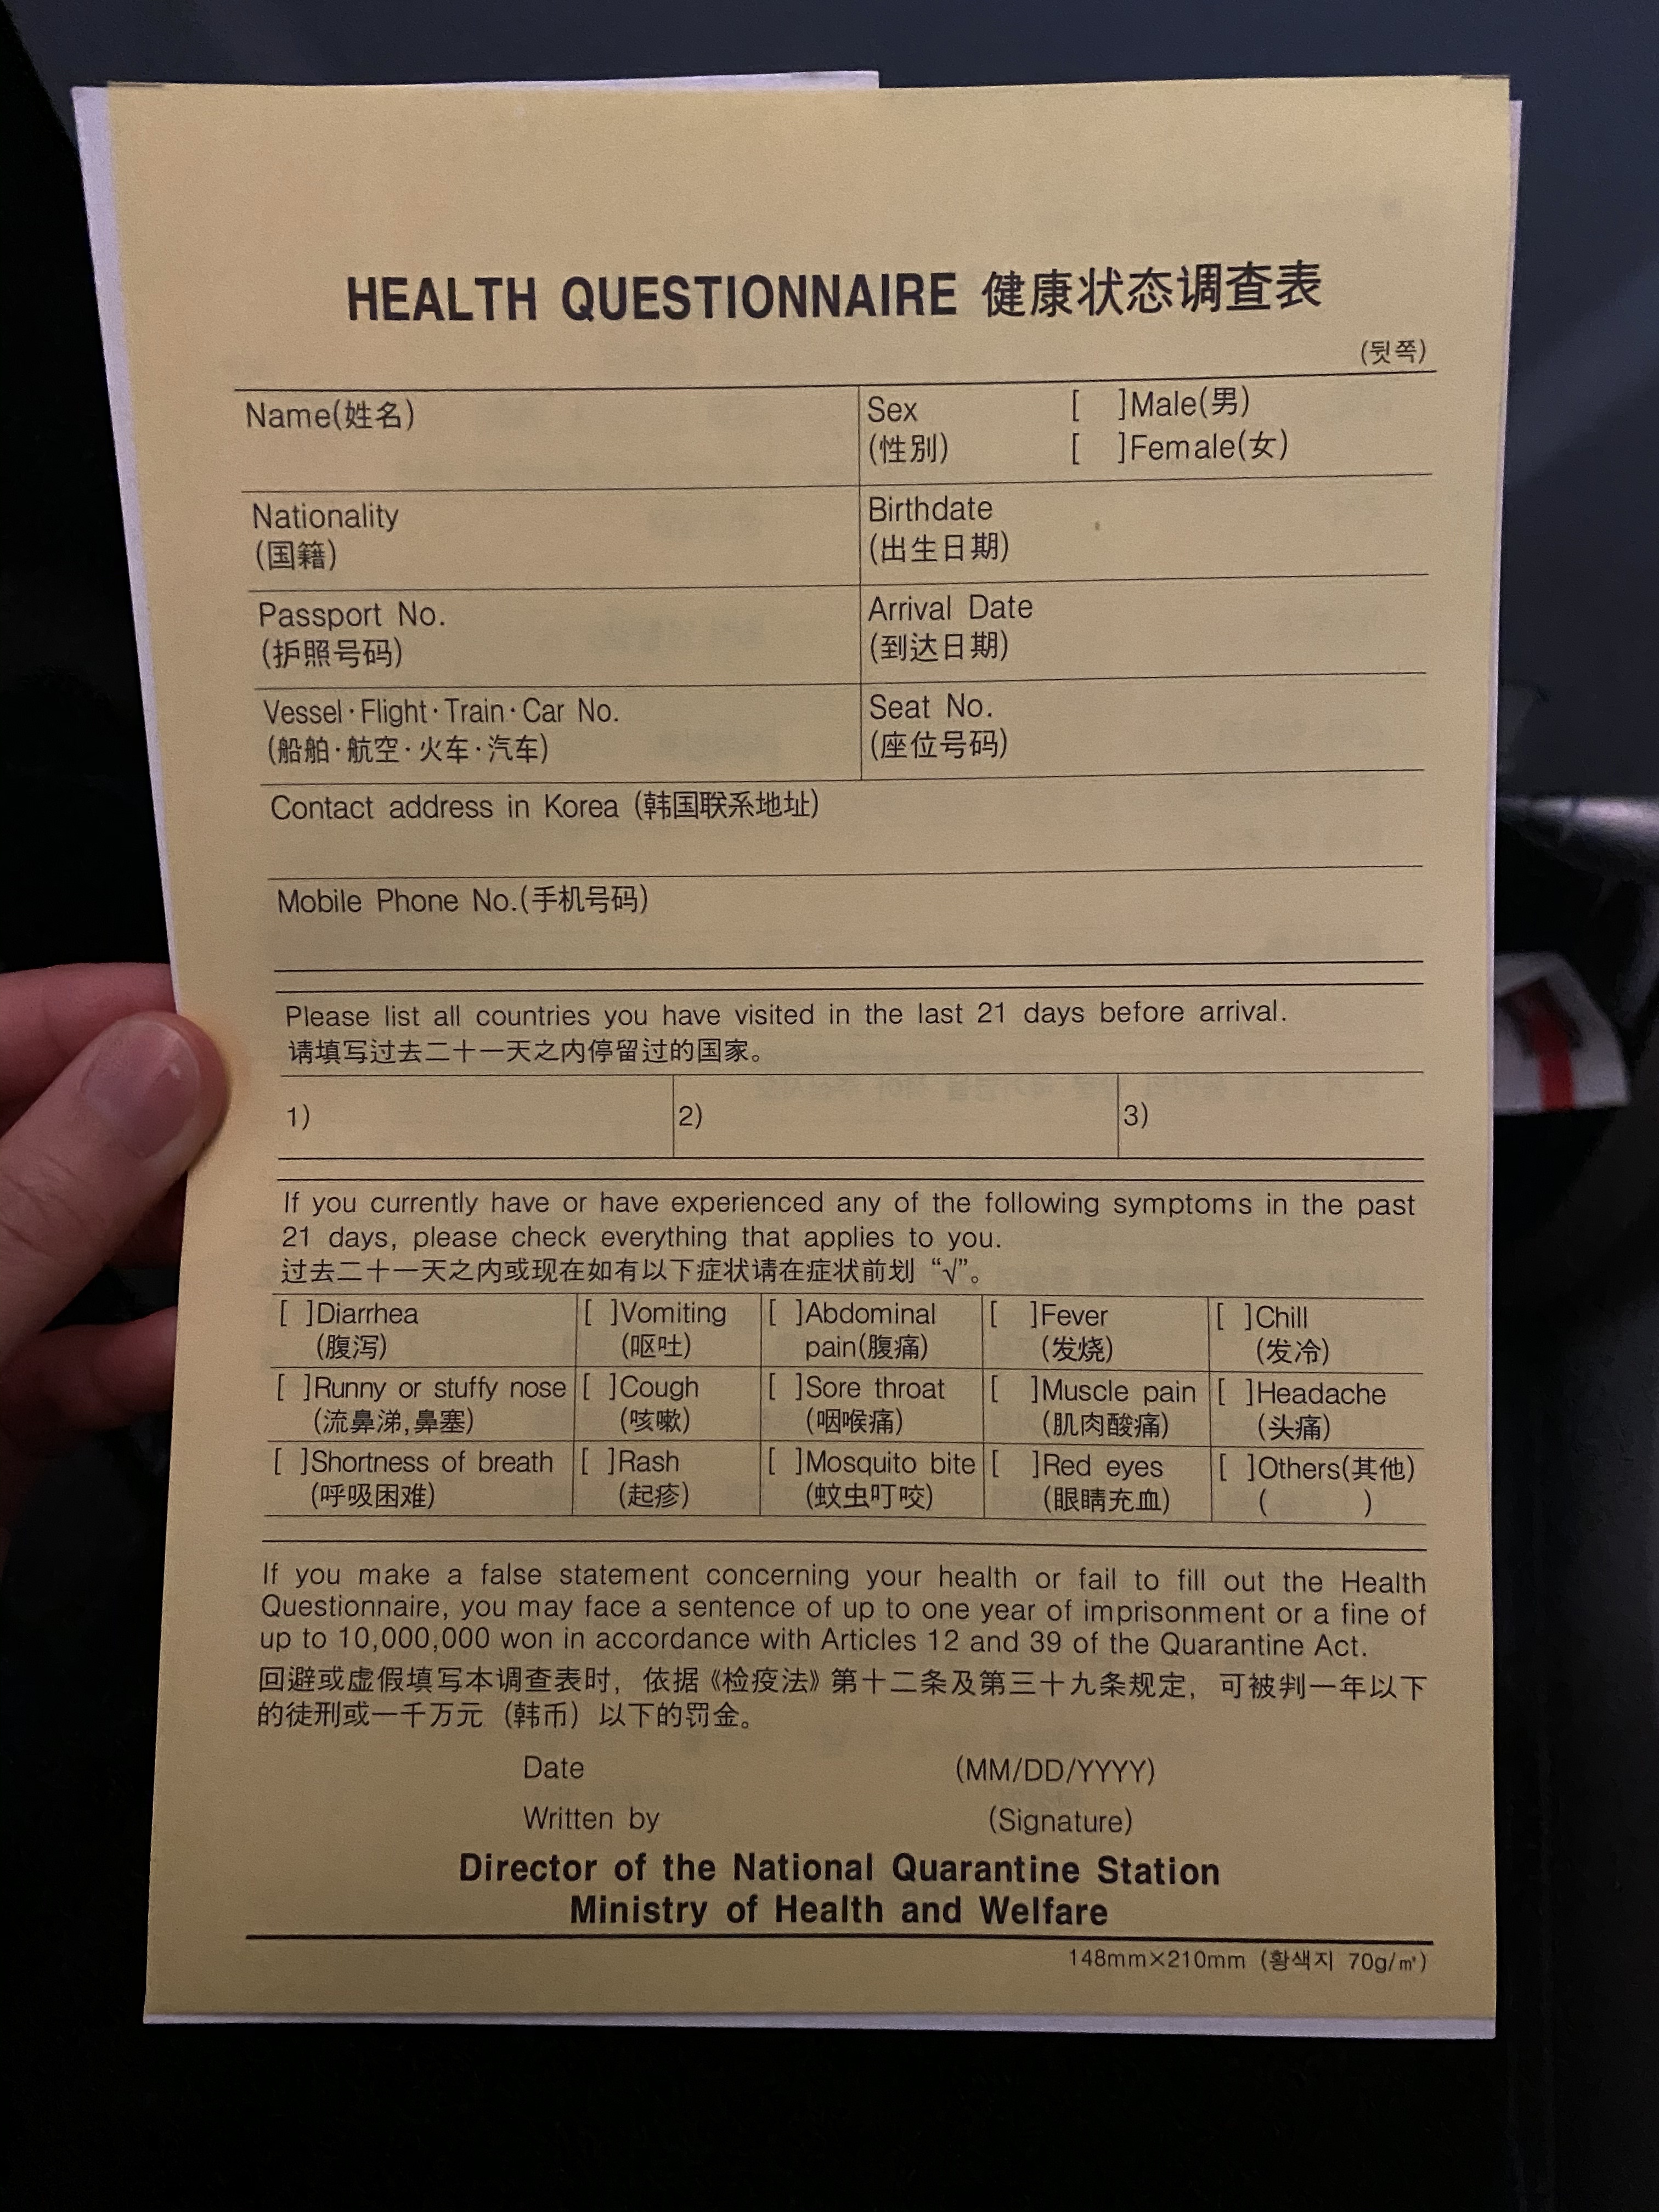 HEALTH QUESTIONNAIRE 健康状态调查表
(뒷쪽)
Name(姓名)
Sex [ ]Male(男)
(性別) [ ]Female(女)
Nationality
(国籍)
Birthdate
(出生日期)
Passport No.
(护照号码)
Arrival Date
(到达日期)
Vessel·Flight·Train·Car No.
(船舶·航空·火车·汽车)
Seat No.
(座位号码)
Contact address in Korea (韩国联系地址)
Mobile Phone No.(手机号码)
Please list all countries you have visited in the last 21 days before arrival.
请填写过去二十一天之内停留过的国家。
1) 2) 3)
If you currently have or have experienced any of the following symptoms in the past
21 days, please check everything that applies to you.
过去二十一天之内或现在如有以下症状请在症状前划 “√”。
[ ]Diarrhea [ ]Vomiting [ ]Abdominal [ ]Fever [ ]Chill
(腹泻) (呕吐) pain(腹痛) (发烧) (发冷)
[ ]Runny or stuffy nose [ ]Cough [ ]Sore throat [ ]Muscle pain [ ]Headache
(流鼻涕,鼻塞) (咳嗽) (咽喉痛) (肌肉酸痛) (头痛)
[ ]Shortness of breath [ ]Rash [ ]Mosquito bite [ ]Red eyes [ ]Others(其他)
(呼吸困难) (起疹) (蚊虫叮咬) (眼睛充血) ( )
If you make a false statement concerning your health or fail to fill out the Health
Questionnaire, you may face a sentence of up to one year of imprisonment or a fine of
up to 10,000,000 won in accordance with Articles 12 and 39 of the Quarantine Act.
回避或虚假填写本调查表时，依据《检疫法》第十二条及第三十九条规定，可被判一年以下
的徒刑或一千万元（韩币）以下的罚金。
Date (MM/DD/YYYY)
Written by (Signature)
Director of the National Quarantine Station
Ministry of Health and Welfare
148mm×210mm (황색지 70g/㎡)